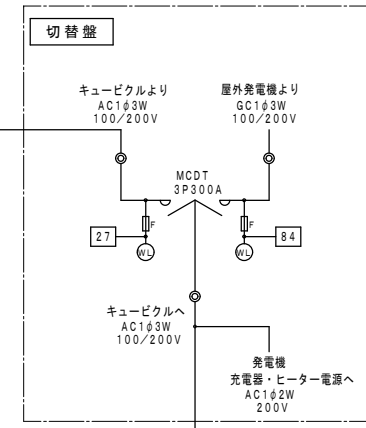 切替盤
キュービクルより
AC1φ3W
100/200V
屋外発電機より
GC1φ3W
100/200V
MCDT
3P300A
F
F
27
84
WL
WL
キュービクルへ
AC1φ3W
100/200V
発電機
充電器・ヒーター電源へ
AC1φ2W
200V